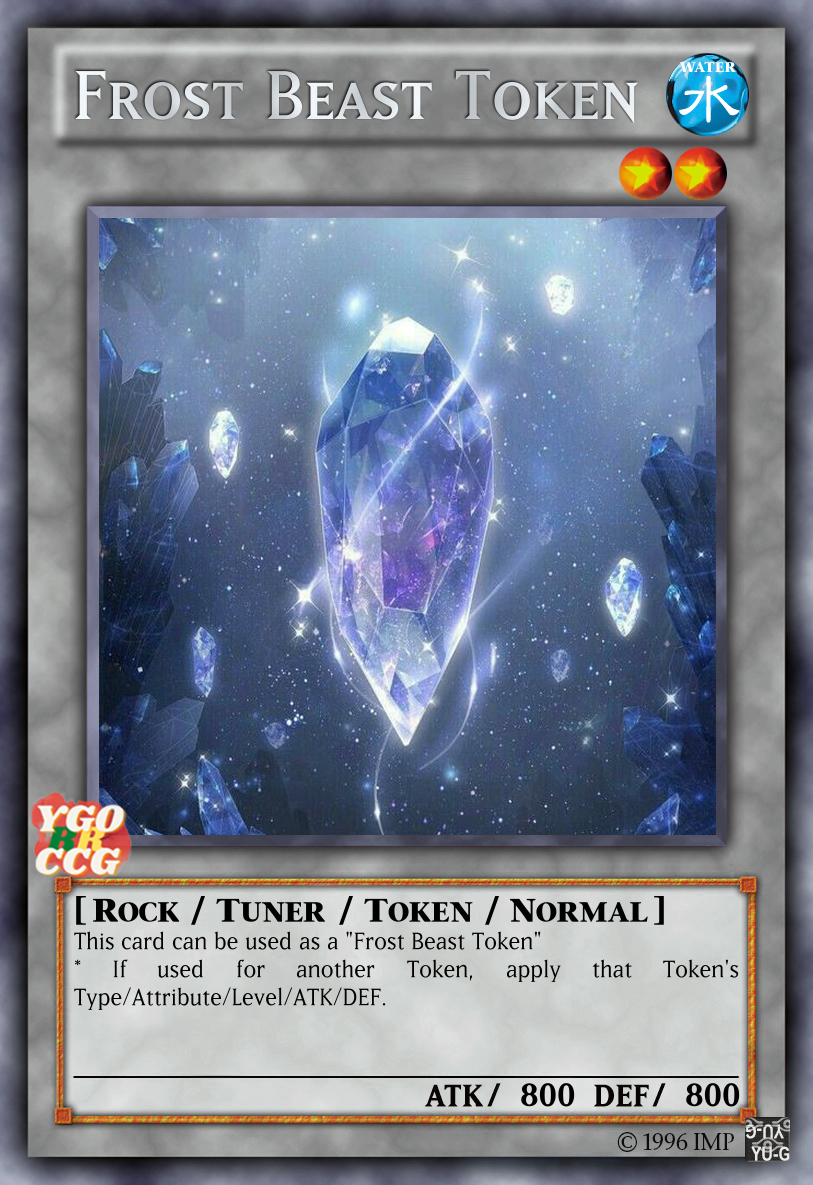 Frost Beast Token
WATER
水
YGO
BR
CCG
[ Rock / Tuner / Token / Normal ]
This card can be used as a "Frost Beast Token"
* If used for another Token, apply that Token's
Type/Attribute/Level/ATK/DEF.
ATK/ 800 DEF/ 800
© 1996 IMP
YU-G